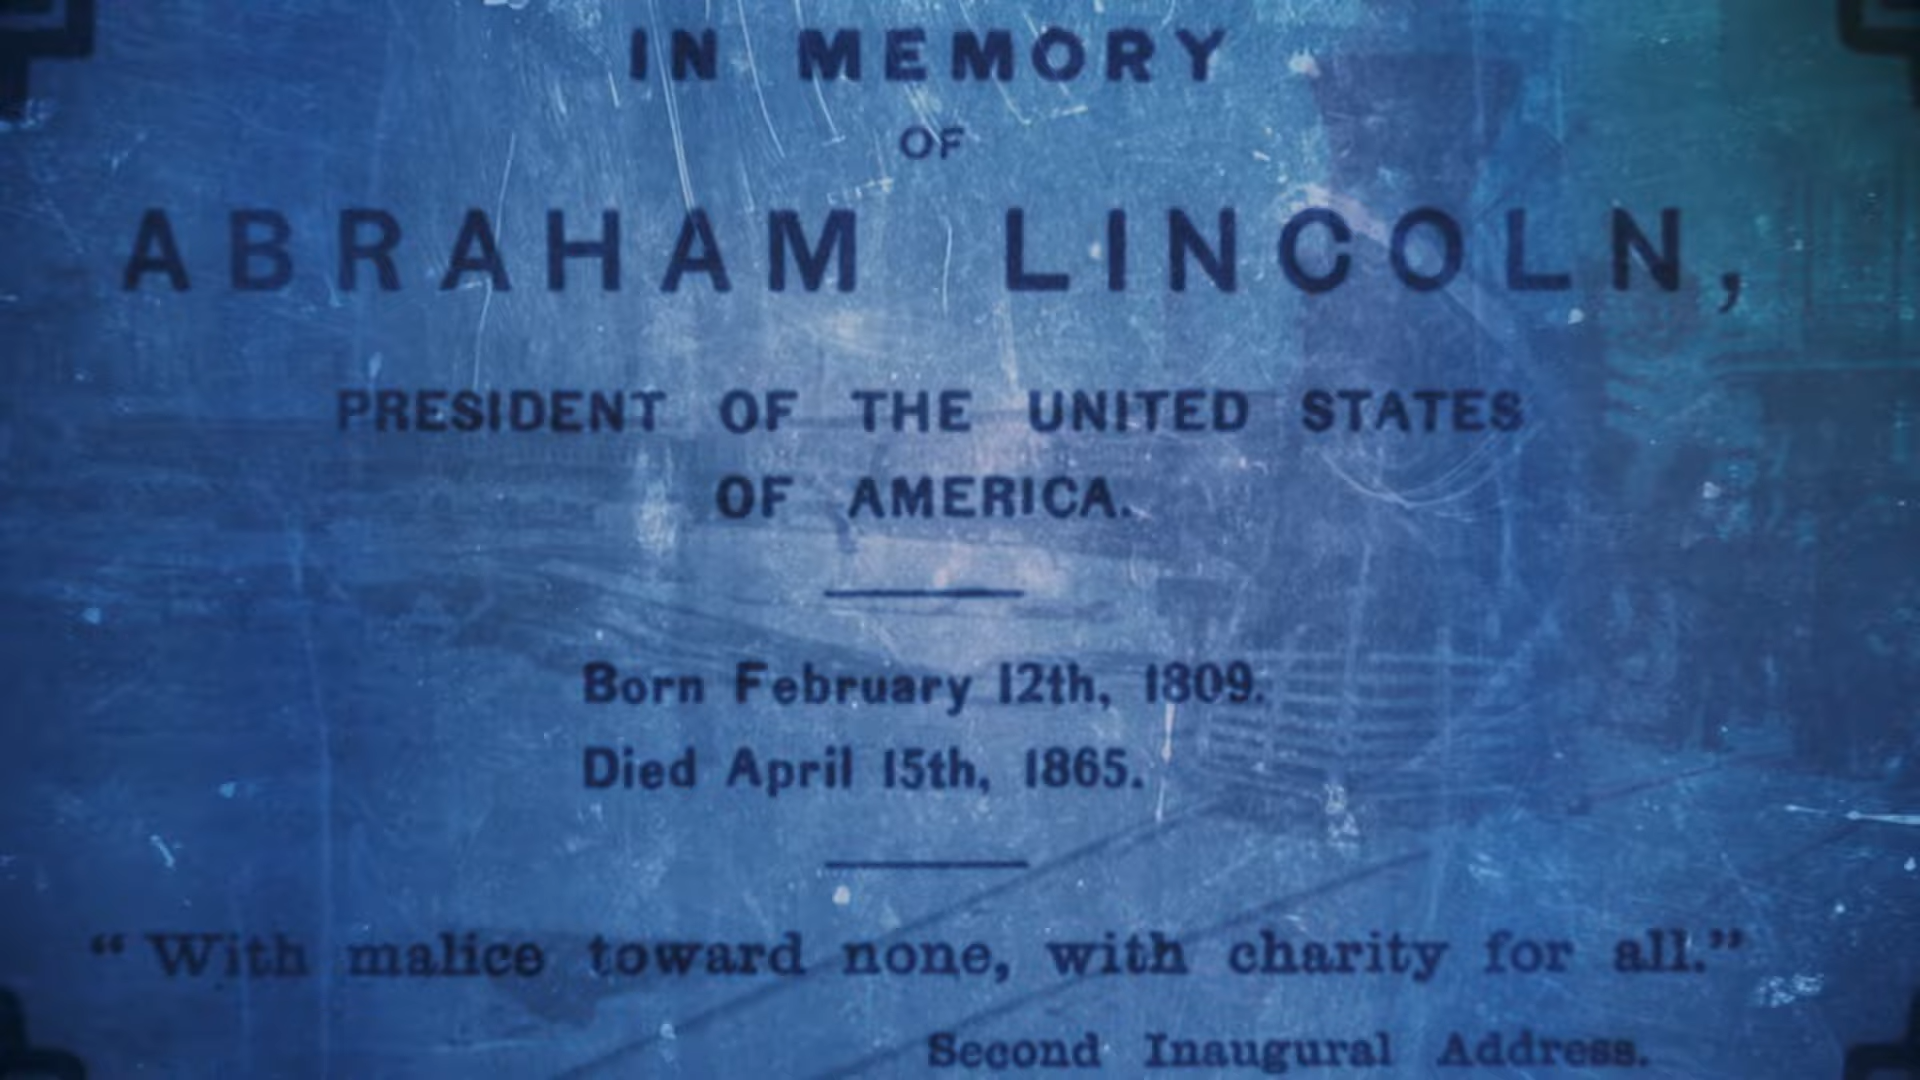 IN MEMORY
OF
ABRAHAM LINCOLN,
PRESIDENT OF THE UNITED STATES
OF AMERICA.
Born February 12th, 1809.
Died April 15th, 1865.
“With malice toward none, with charity for all.”
Second Inaugural Address.